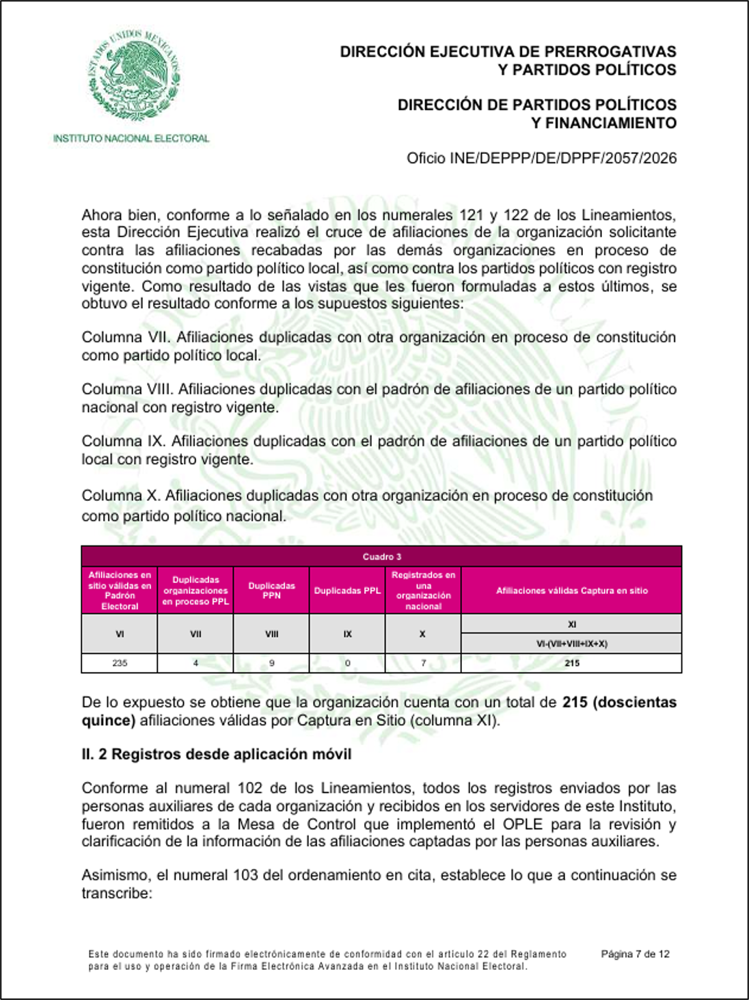 ESTADOS UNIDOS MEXICANOS
INSTITUTO NACIONAL ELECTORAL
DIRECCIÓN EJECUTIVA DE PRERROGATIVAS
Y PARTIDOS POLÍTICOS
DIRECCIÓN DE PARTIDOS POLÍTICOS
Y FINANCIAMIENTO
Oficio INE/DEPPP/DE/DPPF/2057/2026
Ahora bien, conforme a lo señalado en los numerales 121 y 122 de los Lineamientos,
esta Dirección Ejecutiva realizó el cruce de afiliaciones de la organización solicitante
contra las afiliaciones recabadas por las demás organizaciones en proceso de
constitución como partido político local, así como contra los partidos políticos con registro
vigente. Como resultado de las vistas que les fueron formuladas a estos últimos, se
obtuvo el resultado conforme a los supuestos siguientes:
Columna VII. Afiliaciones duplicadas con otra organización en proceso de constitución
como partido político local.
Columna VIII. Afiliaciones duplicadas con el padrón de afiliaciones de un partido político
nacional con registro vigente.
Columna IX. Afiliaciones duplicadas con el padrón de afiliaciones de un partido político
local con registro vigente.
Columna X. Afiliaciones duplicadas con otra organización en proceso de constitución
como partido político nacional.
Cuadro 3
Afiliaciones en
sitio válidas en
Padrón
Electoral
Duplicadas
organizaciones
en proceso PPL
Duplicadas
PPN
Duplicadas PPL
Registrados en
una
organización
nacional
Afiliaciones válidas Captura en sitio
VI
VII
VIII
IX
X
XI
VI-(VII+VIII+IX+X)
235
4
9
0
7
215
De lo expuesto se obtiene que la organización cuenta con un total de 215 (doscientas
quince) afiliaciones válidas por Captura en Sitio (columna XI).
II. 2 Registros desde aplicación móvil
Conforme al numeral 102 de los Lineamientos, todos los registros enviados por las
personas auxiliares de cada organización y recibidos en los servidores de este Instituto,
fueron remitidos a la Mesa de Control que implementó el OPLE para la revisión y
clarificación de la información de las afiliaciones captadas por las personas auxiliares.
Asimismo, el numeral 103 del ordenamiento en cita, establece lo que a continuación se
transcribe:
Este documento ha sido firmado electrónicamente de conformidad con el artículo 22 del Reglamento
para el uso y operación de la Firma Electrónica Avanzada en el Instituto Nacional Electoral.
Página 7 de 12